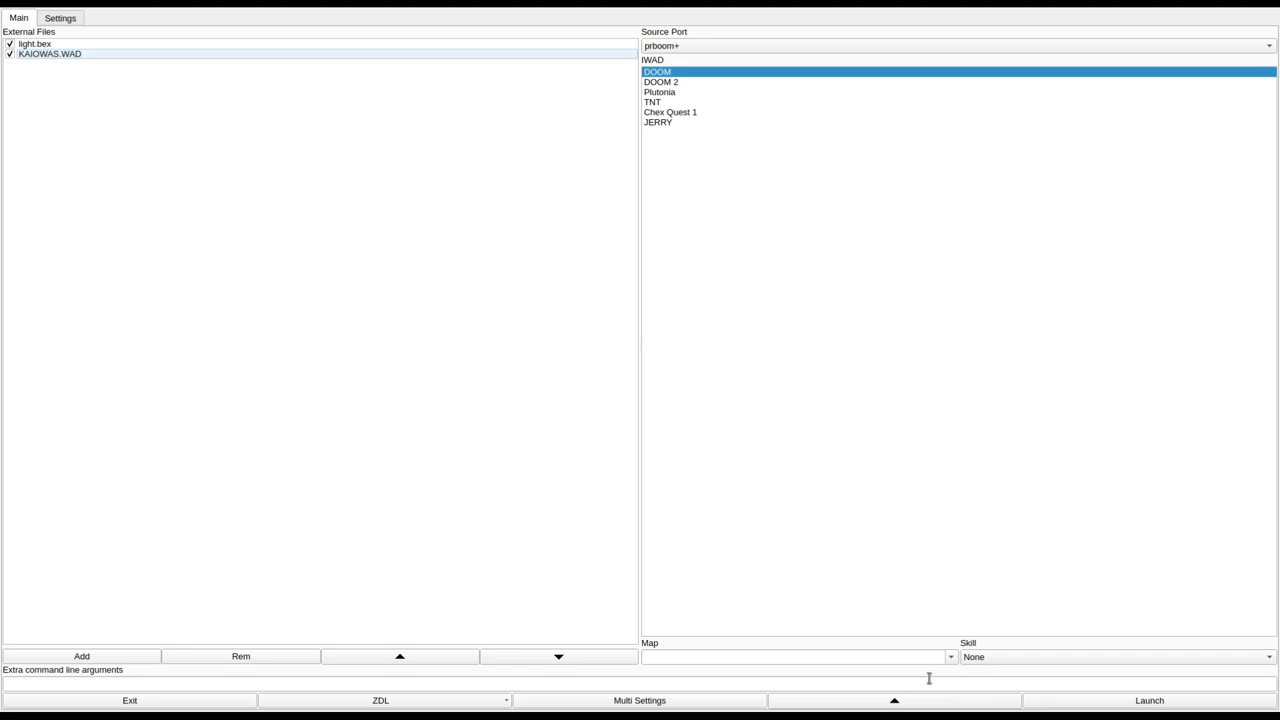 Main Settings
External Files
light.bex
KAIOWAS.WAD
Source Port
prboom+
IWAD
DOOM
DOOM 2
Plutonia
TNT
Chex Quest 1
JERRY
Map Skill
None
Add Rem
Extra command line arguments
Exit ZDL Multi Settings Launch